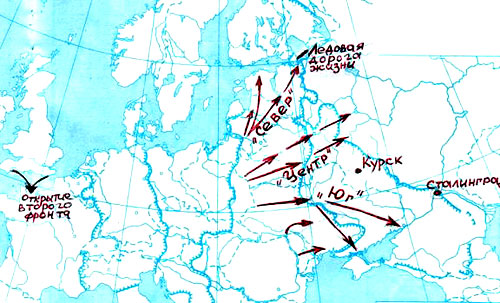 Ледовая
дорога
жизни
"Север"
"Центр"
Курск
"Юг"
Сталинград
Открытие
второго
фронта